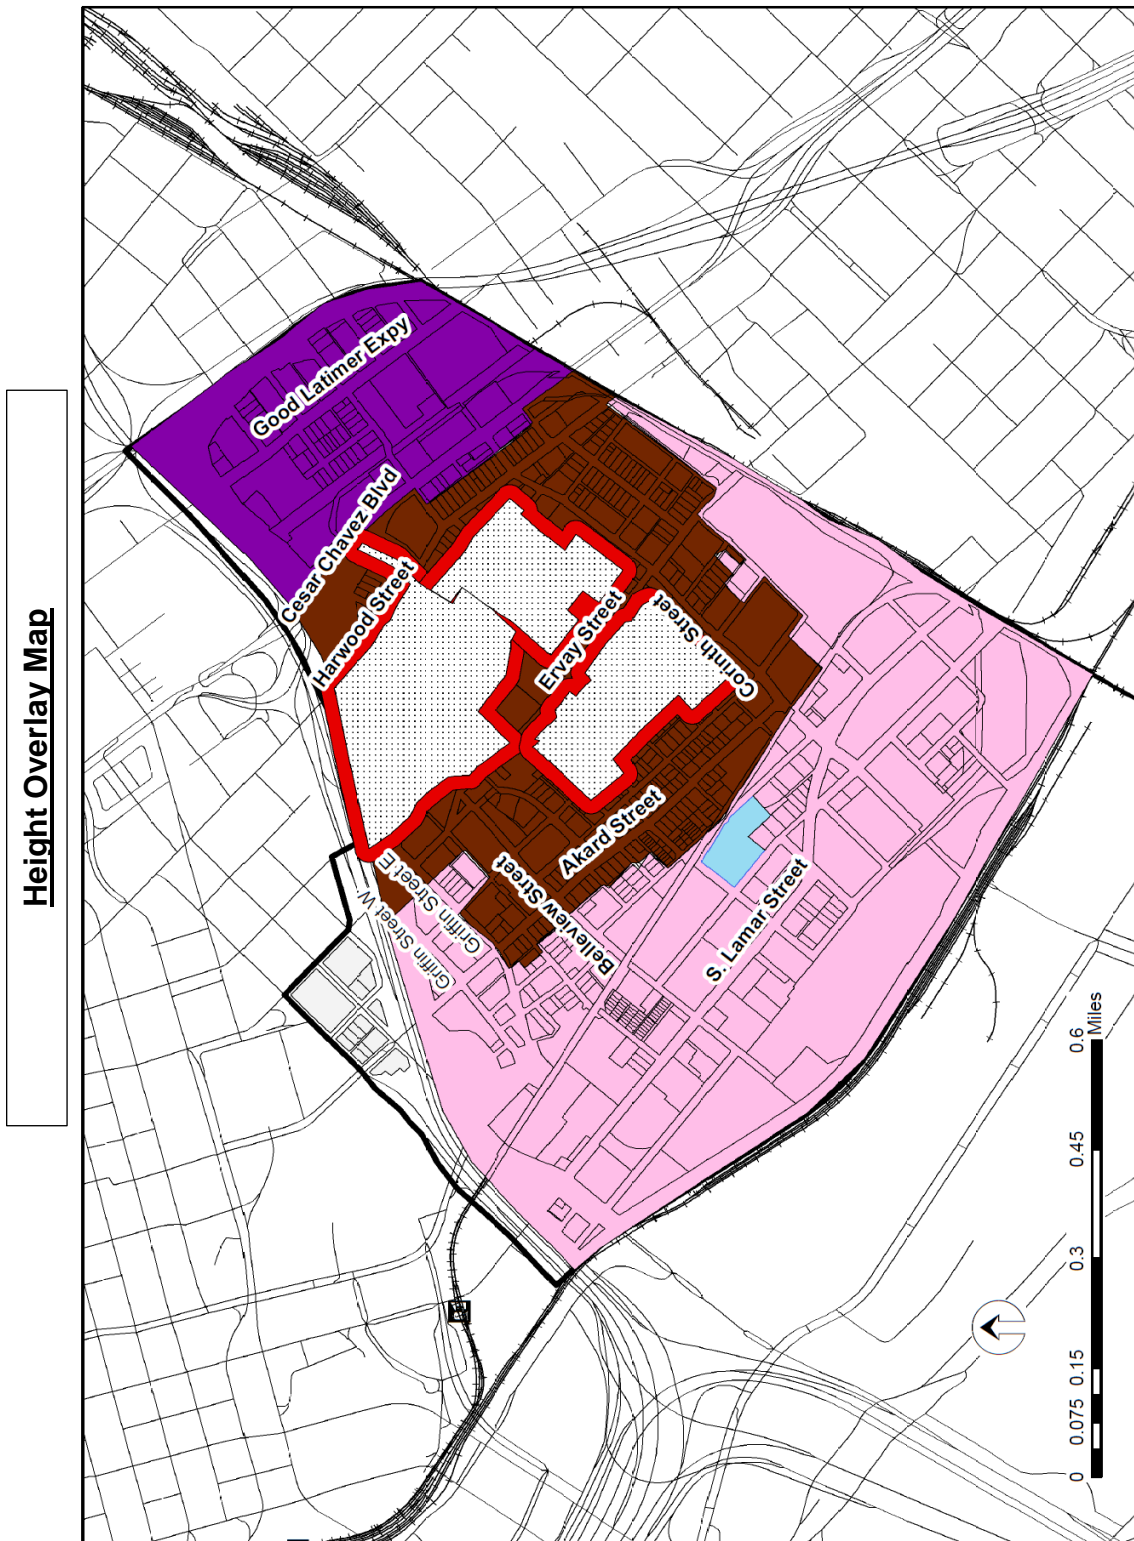 Height Overlay Map
Good Latimer Expy
Cesar Chavez Blvd
Harwood Street
Ervay Street
Corinth Street
Griffin Street E
Griffin Street W.
Belleview Street
Akard Street
S. Lamar Street
0 0.075 0.15 0.3 0.45 0.6
Miles